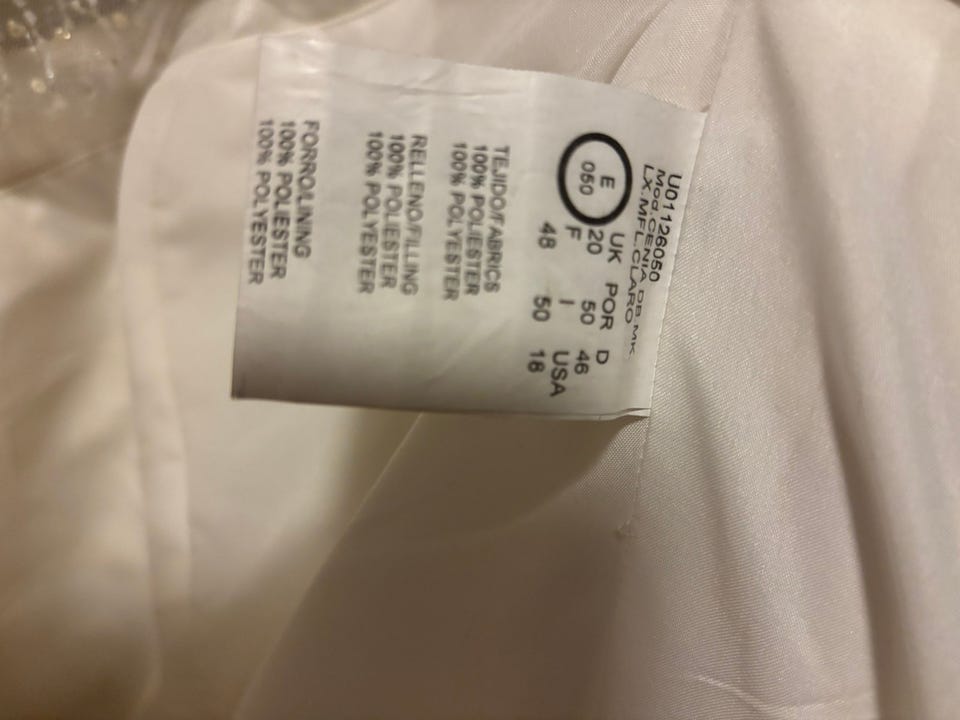 U01126050
Mod.CENIA DB.MK
LX.MFL.CLARO
E UK POR D
050 20 50 46
F I USA
48 50 18
TEJIDO/FABRICS
100% POLIESTER
100% POLYESTER
RELLENO/FILLING
100% POLIESTER
100% POLYESTER
FORRO/LINING
100% POLIESTER
100% POLYESTER